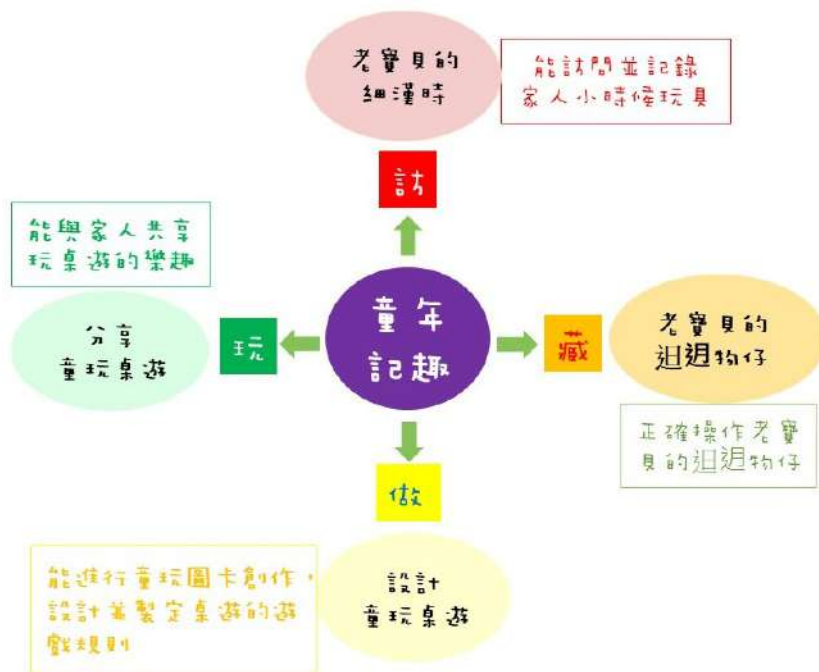 老寶貝的
細漢時
能訪問並記錄
家人小時候玩具
訪
能與家人共享
玩桌遊的樂趣
分享
童玩桌遊
玩
童年
記趣
藏
老寶貝的
𨑨迌物仔
正確操作老寶
貝的𨑨迌物仔
做
能進行童玩圖卡創作，
設計並製定桌遊的遊
戲規則
設計
童玩桌遊